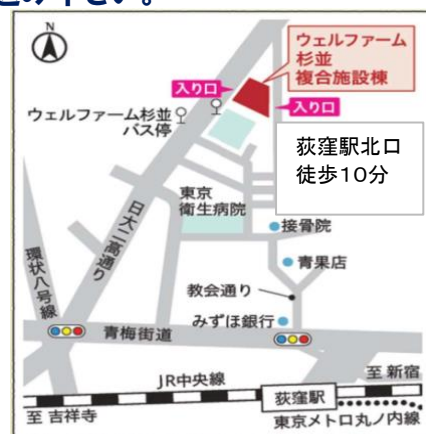 込み下さい。
N
ウェルファーム
杉並
複合施設棟
入り口
入り口
ウェルファーム杉並
バス停
荻窪駅北口
徒歩10分
東京
衛生病院
日大二高通り
接骨院
環状八号線
青果店
教会通り
みずほ銀行
青梅街道
JR中央線
至 新宿
荻窪駅
至 吉祥寺
東京メトロ丸ノ内線